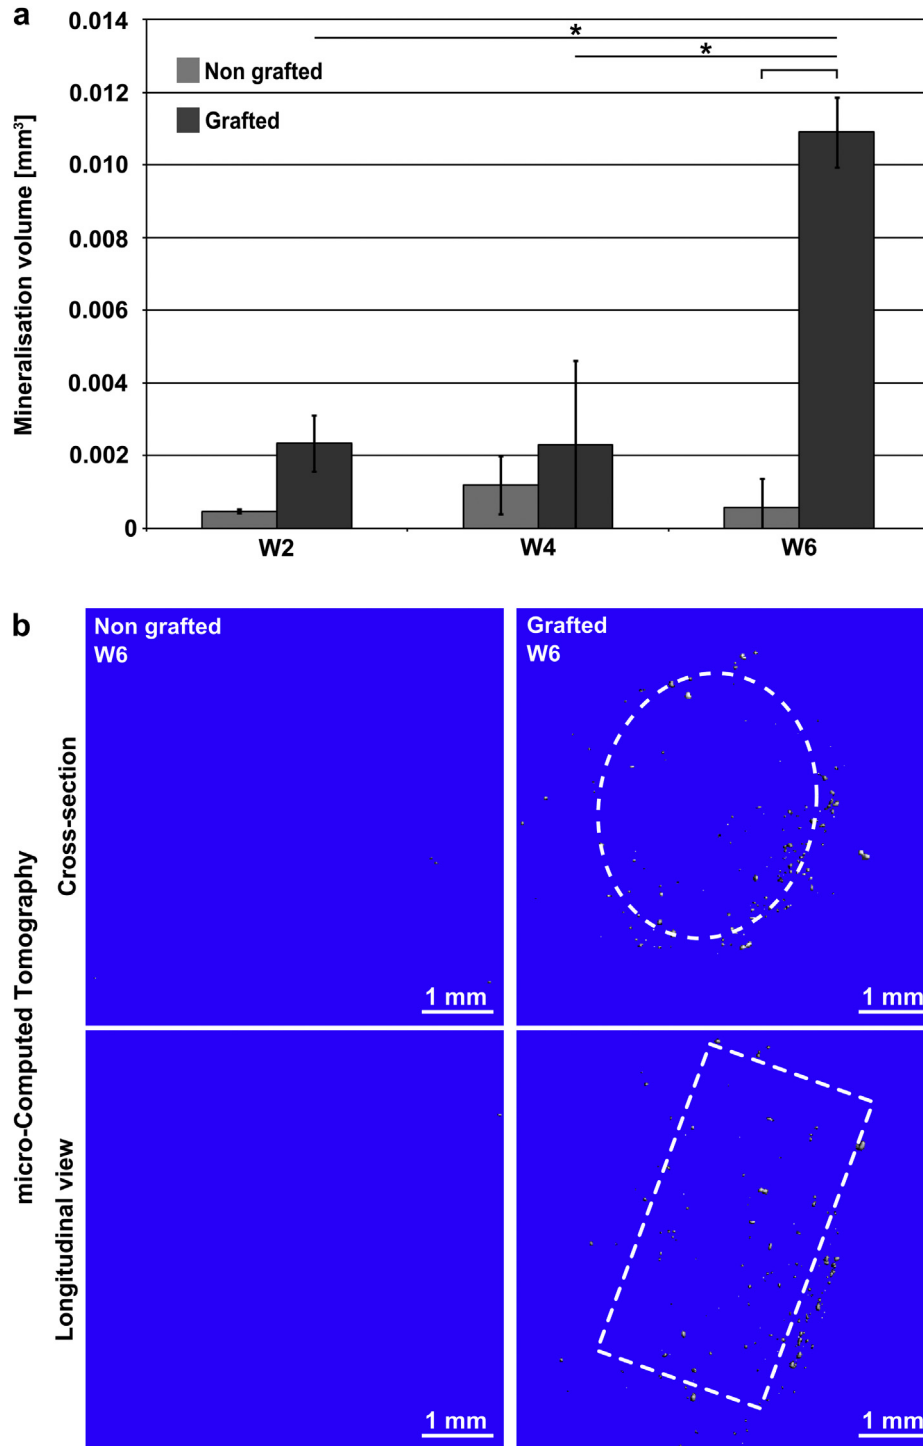 a
Mineralisation volume [mm³]
0.014
0.012
0.010
0.008
0.006
0.004
0.002
0
Non grafted
Grafted
*
*
W2
W4
W6
b
micro-Computed Tomography
Cross-section
Longitudinal view
Non grafted
W6
1 mm
Grafted
W6
1 mm
1 mm
1 mm